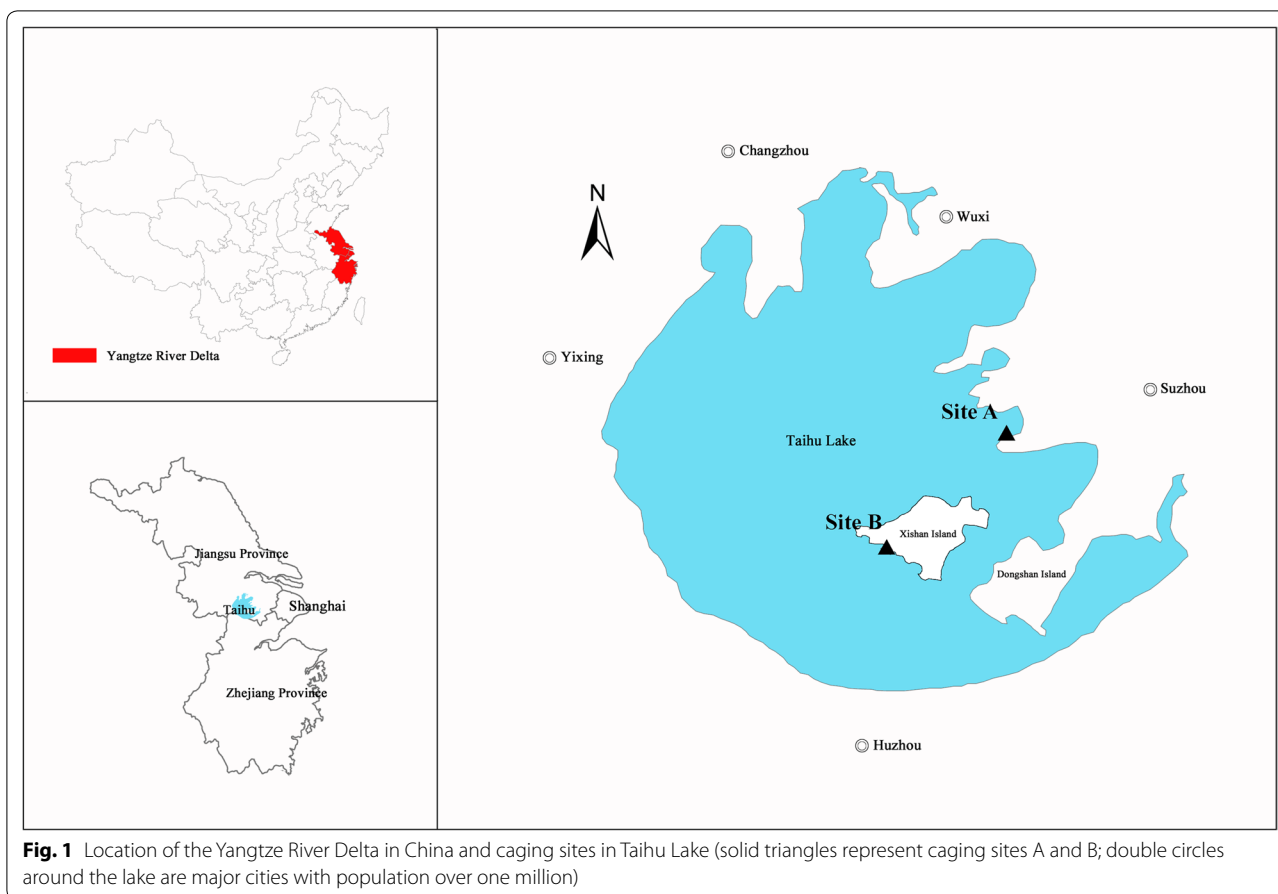 Yangtze River Delta
Jiangsu Province
Taihu
Shanghai
Zhejiang Province
N
Changzhou
Wuxi
Yixing
Suzhou
Site A
Taihu Lake
Site B
Xishan Island
Dongshan Island
Huzhou
Fig. 1 Location of the Yangtze River Delta in China and caging sites in Taihu Lake (solid triangles represent caging sites A and B; double circles
around the lake are major cities with population over one million)